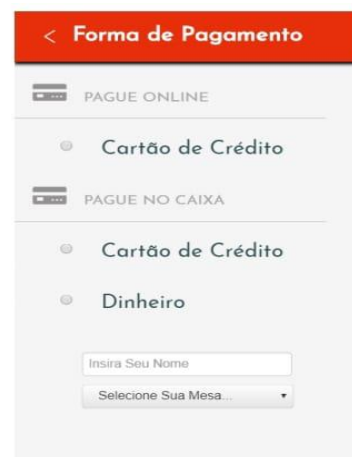 < Forma de Pagamento
PAGUE ONLINE
Cartão de Crédito
PAGUE NO CAIXA
Cartão de Crédito
Dinheiro
Insira Seu Nome
Selecione Sua Mesa...